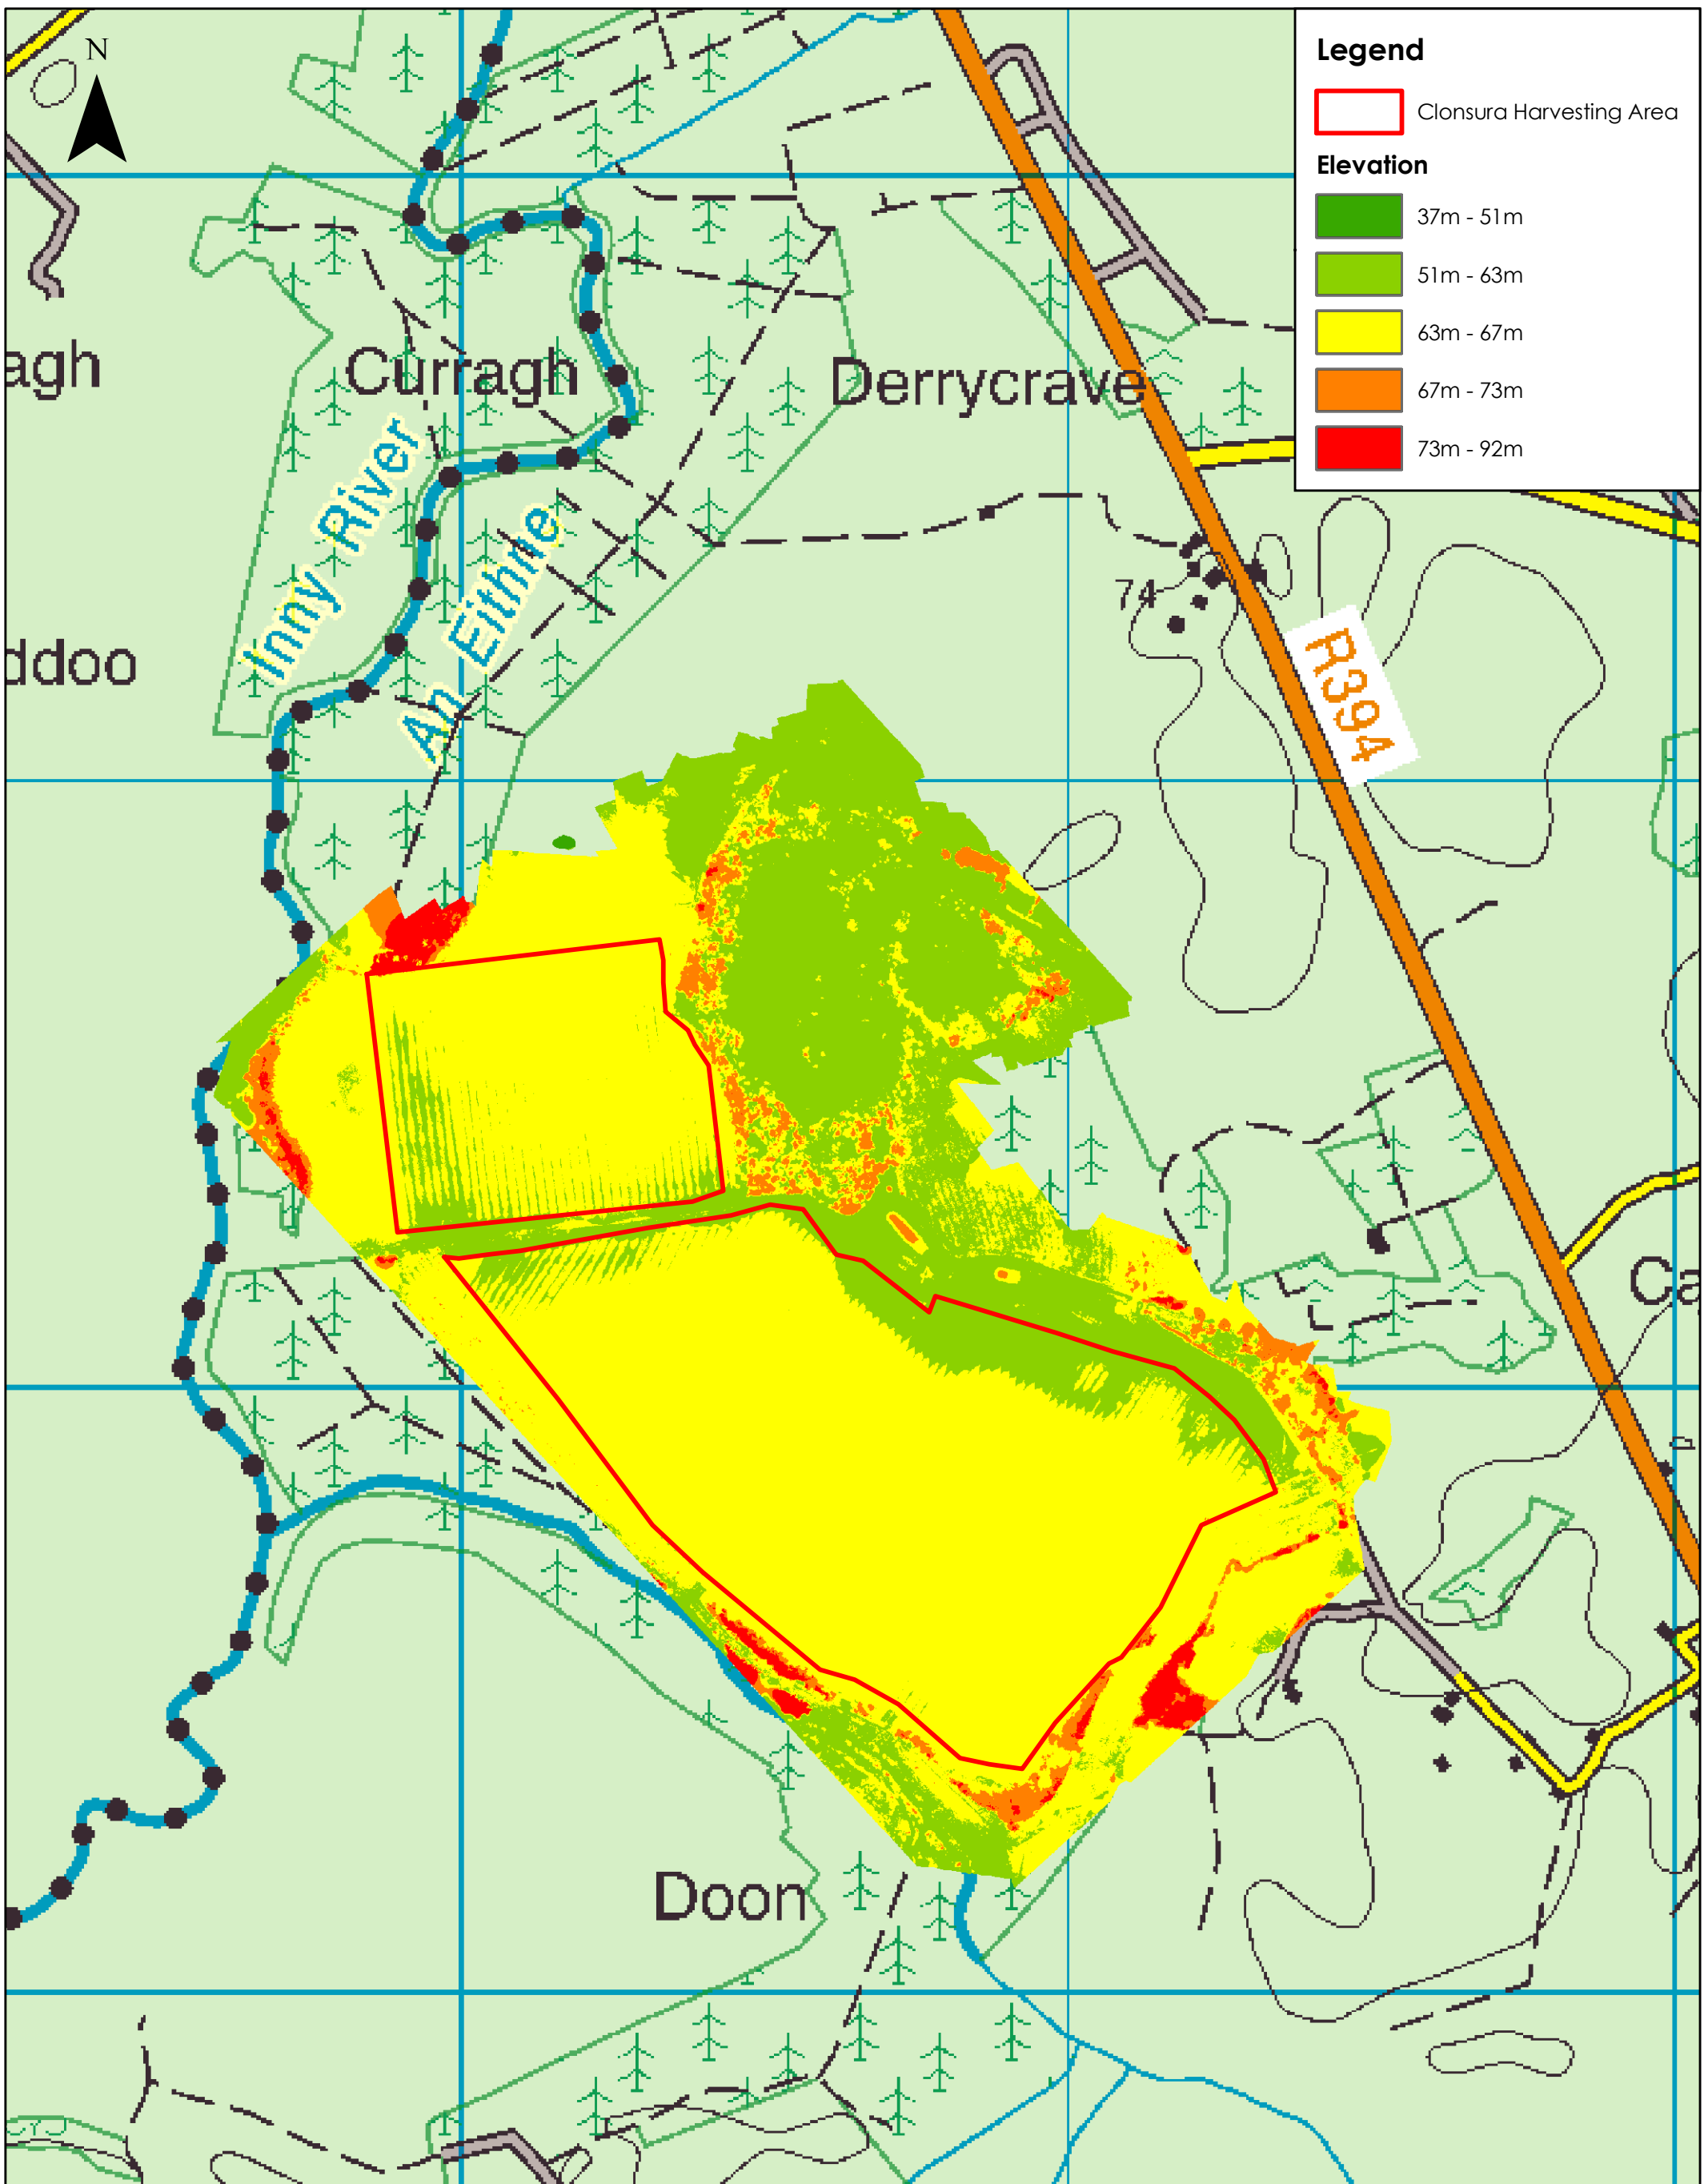 N
Legend
Clonsura Harvesting Area
Elevation
37m - 51m
51m - 63m
63m - 67m
67m - 73m
73m - 92m
agh
Curragh
Derrycrave
Inny River
An Eithne
74
ddoo
R394
Ca
Doon